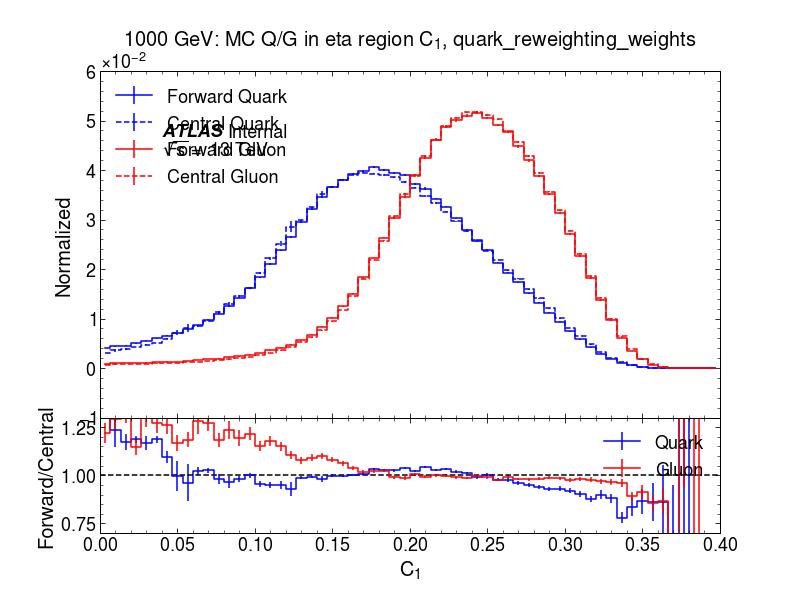 1000 GeV: MC Q/G in eta region C₁, quark_reweighting_weights
×10⁻²
6
5
4
3
2
1
0
−1
Normalized
Forward Quark
Central Quark
ATLAS Internal
√s = 13 TeV
Forward Gluon
Central Gluon
1.25
1.00
0.75
Forward/Central
Quark
Gluon
0.00 0.05 0.10 0.15 0.20 0.25 0.30 0.35 0.40
C₁